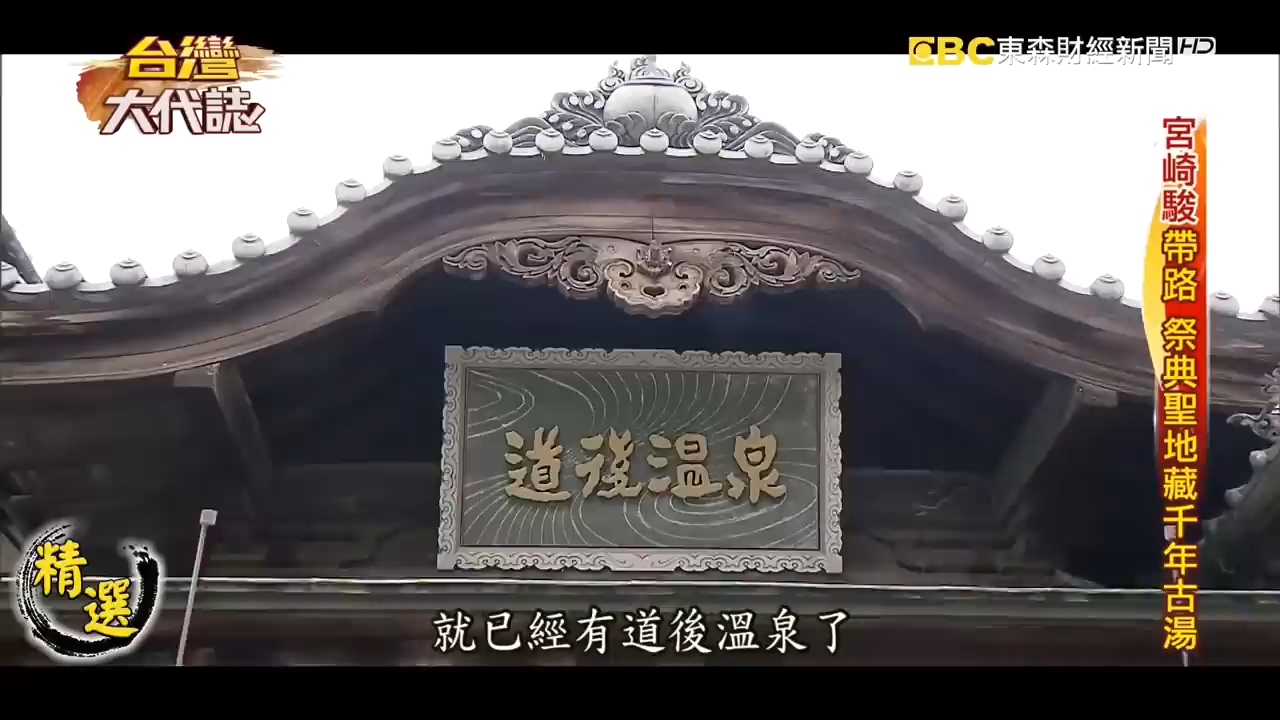 台灣
大代誌
EBC東森財經新聞HD
宮崎駿帶路 祭典聖地藏千年古湯
道後温泉
精選
就已經有道後溫泉了